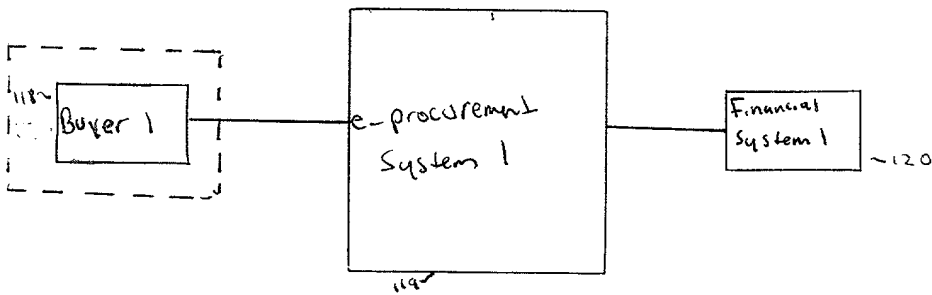 118
Buyer 1
e-procurement
System 1
Financial
System 1
120
119